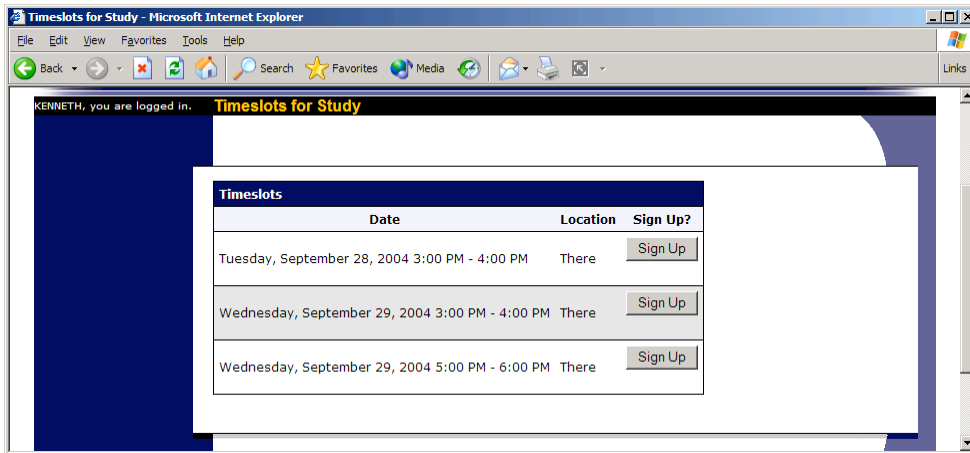 Timeslots for Study - Microsoft Internet Explorer
File Edit View Favorites Tools Help
Back Search Favorites Media Links
KENNETH, you are logged in. Timeslots for Study
Timeslots
Date Location Sign Up?
Tuesday, September 28, 2004 3:00 PM - 4:00 PM There Sign Up
Wednesday, September 29, 2004 3:00 PM - 4:00 PM There Sign Up
Wednesday, September 29, 2004 5:00 PM - 6:00 PM There Sign Up